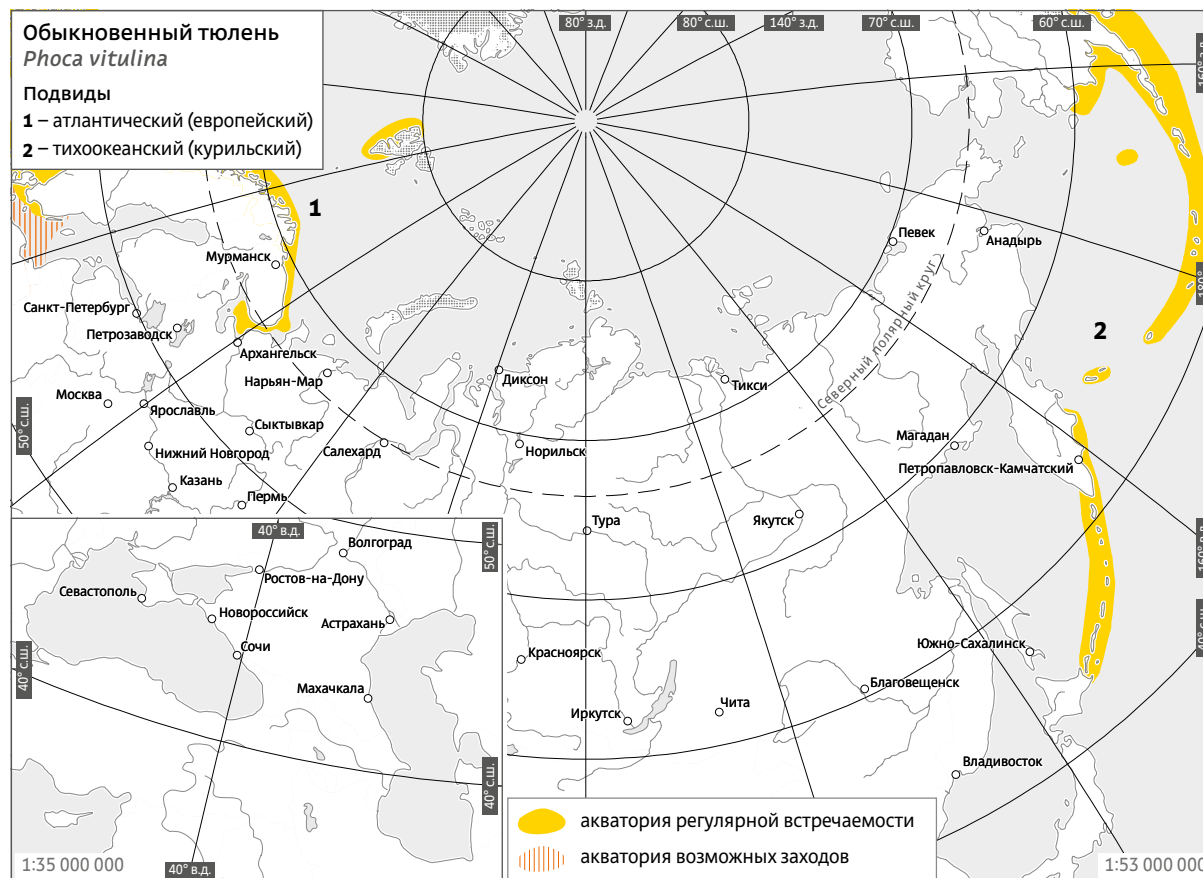 Обыкновенный тюлень
Phoca vitulina
Подвиды
1 – атлантический (европейский)
2 – тихоокеанский (курильский)
80° з.д.
80° с.ш.
140° з.д.
70° с.ш.
60° с.ш.
160° з.д.
1
Певек
Анадырь
Мурманск
180°
Северный полярный круг
Санкт-Петербург
Петрозаводск
2
Архангельск
Нарьян-Мар
Диксон
Тикси
Москва
Ярославль
50° с.ш.
Сыктывкар
Магадан
Нижний Новгород
Салехард
Норильск
Петропавловск-Камчатский
Казань
Пермь
Тура
Якутск
40° в.д.
50° с.ш.
160° в.д.
Волгоград
Ростов-на-Дону
Севастополь
Новороссийск
Астрахань
40° с.ш.
Сочи
Южно-Сахалинск
40° с.ш.
Красноярск
Махачкала
Благовещенск
Иркутск
Чита
Владивосток
40° с.ш.
акватория регулярной встречаемости
акватория возможных заходов
1:35 000 000
40° в.д.
1:53 000 000